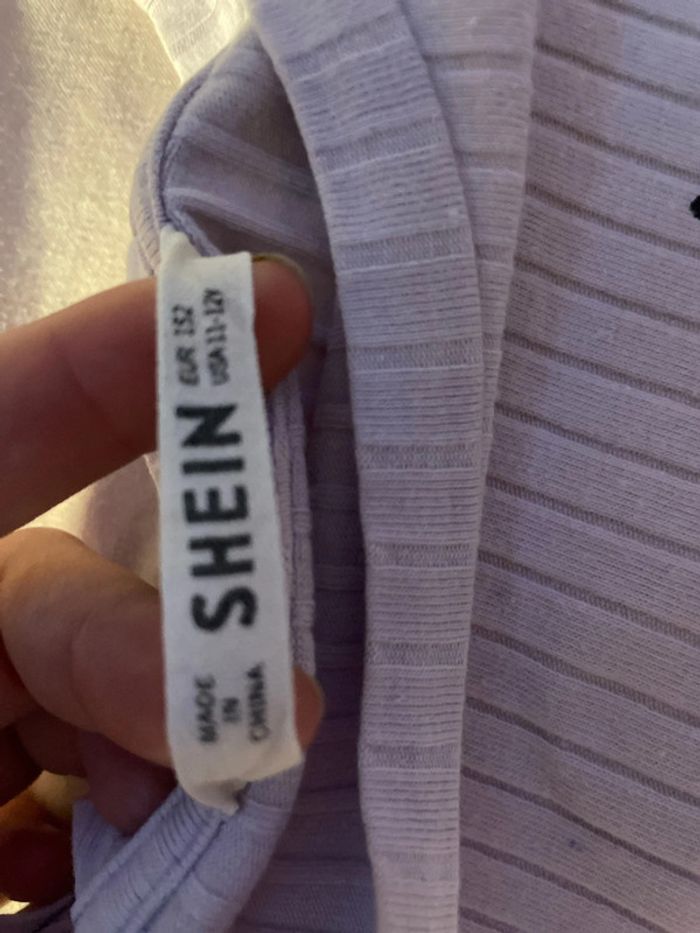 MADE
IN
CHINA
SHEIN
EUR 152
USA 11-12Y